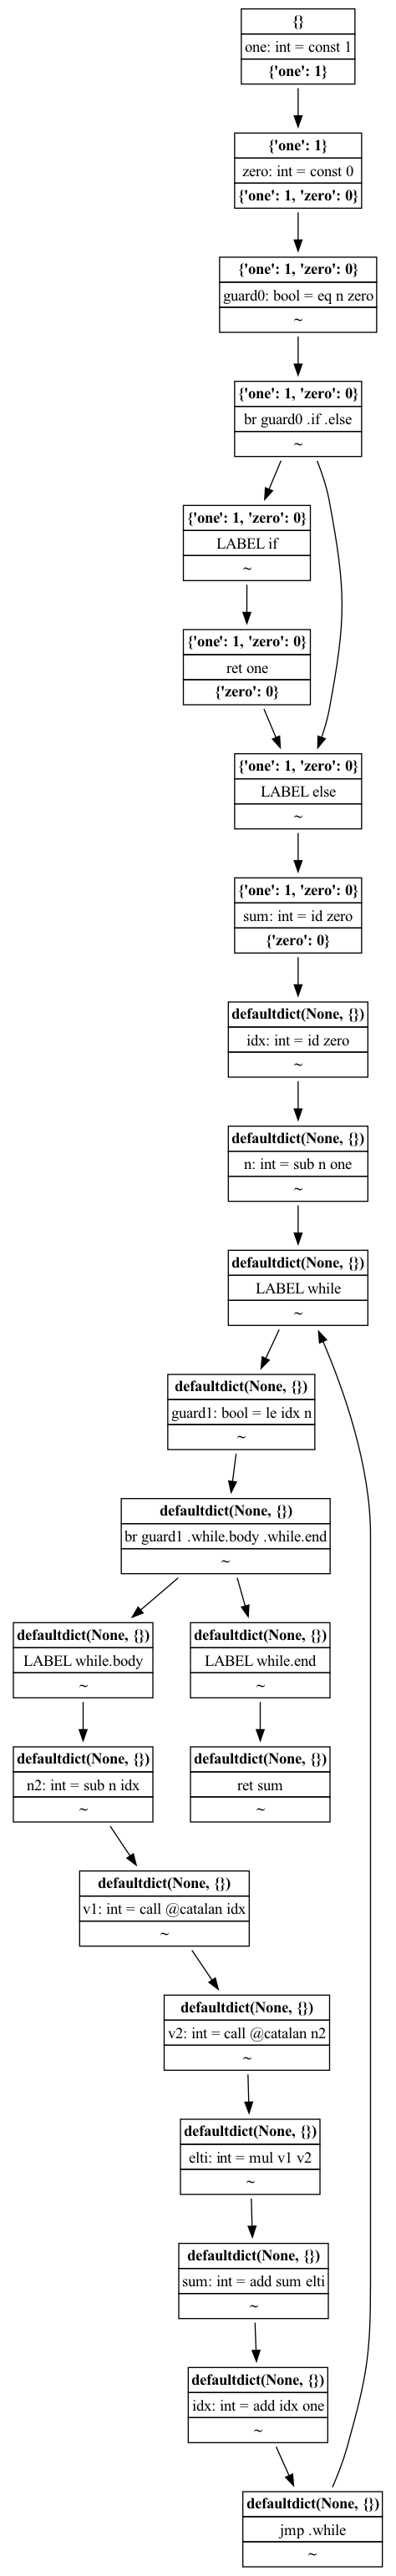 {}
one: int = const 1
{'one': 1}
{'one': 1}
zero: int = const 0
{'one': 1, 'zero': 0}
{'one': 1, 'zero': 0}
guard0: bool = eq n zero
~
{'one': 1, 'zero': 0}
br guard0 .if .else
~
{'one': 1, 'zero': 0}
LABEL if
~
{'one': 1, 'zero': 0}
ret one
{'zero': 0}
{'one': 1, 'zero': 0}
LABEL else
~
{'one': 1, 'zero': 0}
sum: int = id zero
{'zero': 0}
defaultdict(None, {})
idx: int = id zero
~
defaultdict(None, {})
n: int = sub n one
~
defaultdict(None, {})
LABEL while
~
defaultdict(None, {})
guard1: bool = le idx n
~
defaultdict(None, {})
br guard1 .while.body .while.end
~
defaultdict(None, {})
LABEL while.body
~
defaultdict(None, {})
LABEL while.end
~
defaultdict(None, {})
n2: int = sub n idx
~
defaultdict(None, {})
ret sum
~
defaultdict(None, {})
v1: int = call @catalan idx
~
defaultdict(None, {})
v2: int = call @catalan n2
~
defaultdict(None, {})
elti: int = mul v1 v2
~
defaultdict(None, {})
sum: int = add sum elti
~
defaultdict(None, {})
idx: int = add idx one
~
defaultdict(None, {})
jmp .while
~